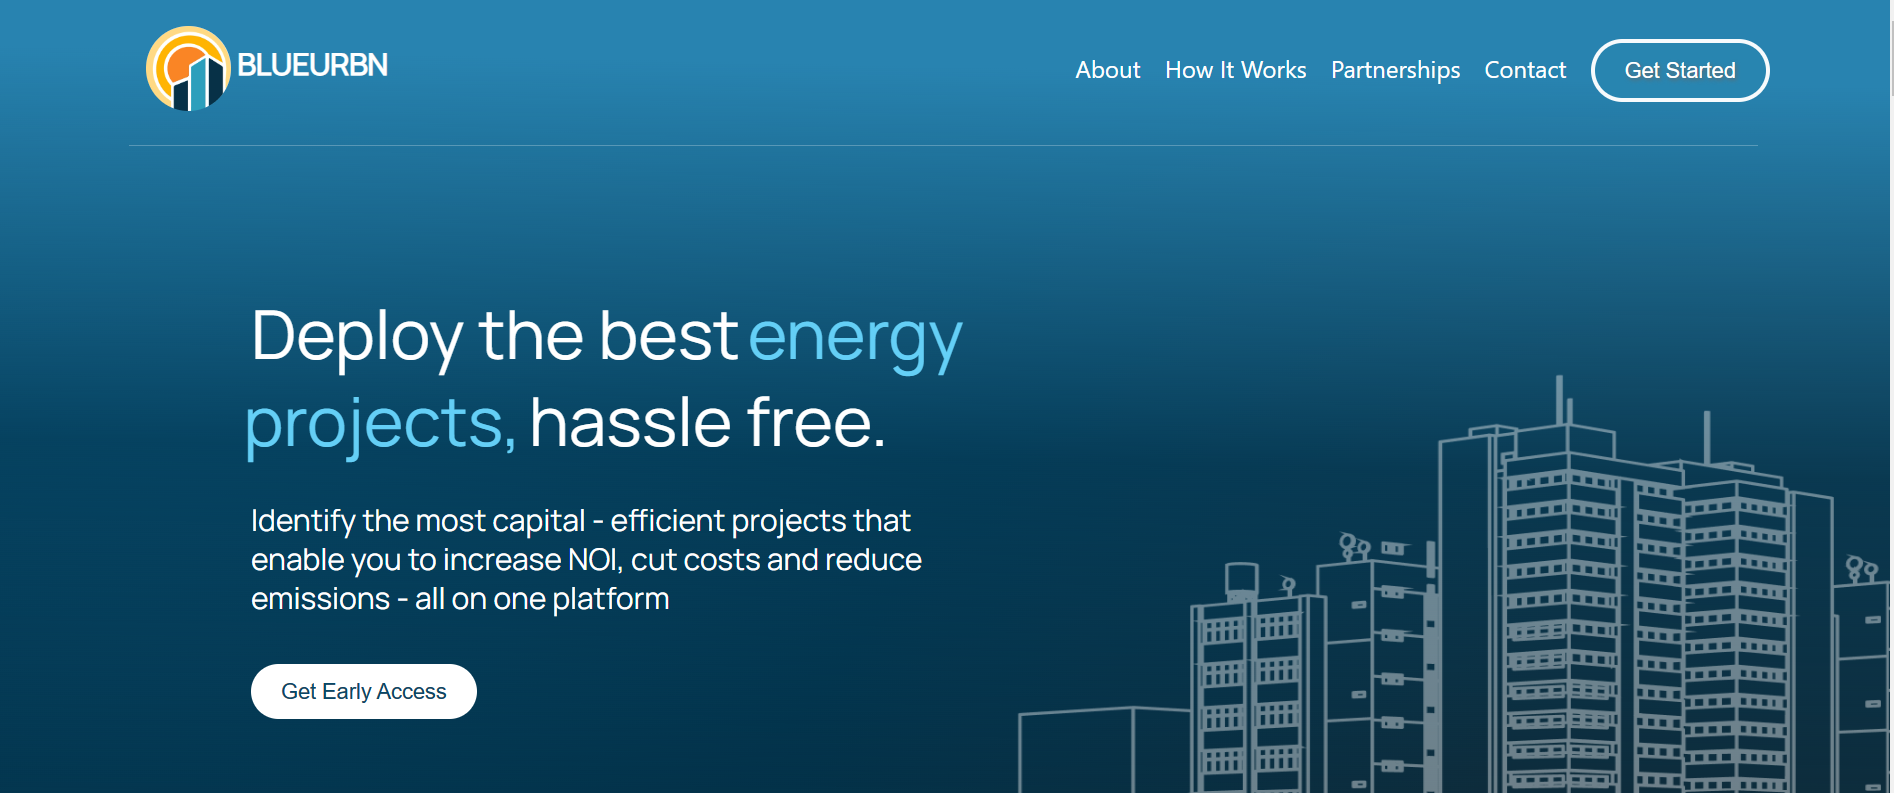 BLUEURBN
About How It Works Partnerships Contact Get Started
Deploy the best energy
projects, hassle free.
Identify the most capital - efficient projects that
enable you to increase NOI, cut costs and reduce
emissions - all on one platform
Get Early Access